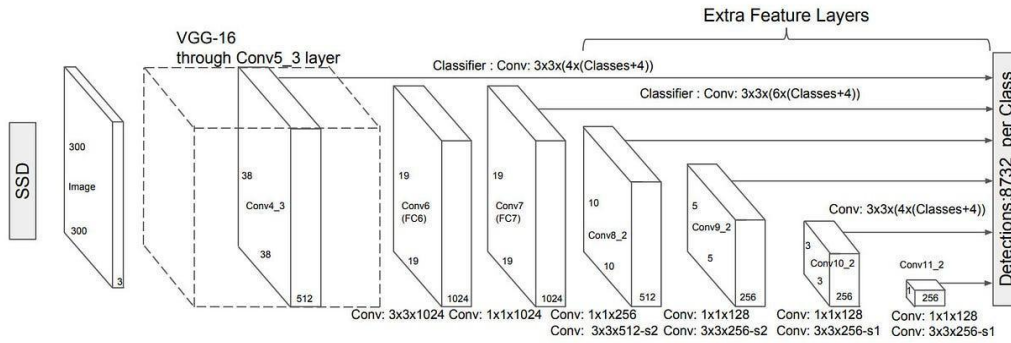 Extra Feature Layers
VGG-16
through Conv5_3 layer
Classifier : Conv: 3x3x(4x(Classes+4))
Classifier : Conv: 3x3x(6x(Classes+4))
Conv: 3x3x(4x(Classes+4))
SSD
300
Image
300
3
38
Conv4_3
38
512
19
Conv6
(FC6)
19
1024
19
Conv7
(FC7)
19
1024
10
Conv8_2
10
512
5
Conv9_2
5
256
3
Conv10_2
3
256
Conv11_2
1
256
Detections:8732 per Class
Conv: 3x3x1024
Conv: 1x1x1024
Conv: 1x1x256
Conv: 3x3x512-s2
Conv: 1x1x128
Conv: 3x3x256-s2
Conv: 1x1x128
Conv: 3x3x256-s1
Conv: 1x1x128
Conv: 3x3x256-s1